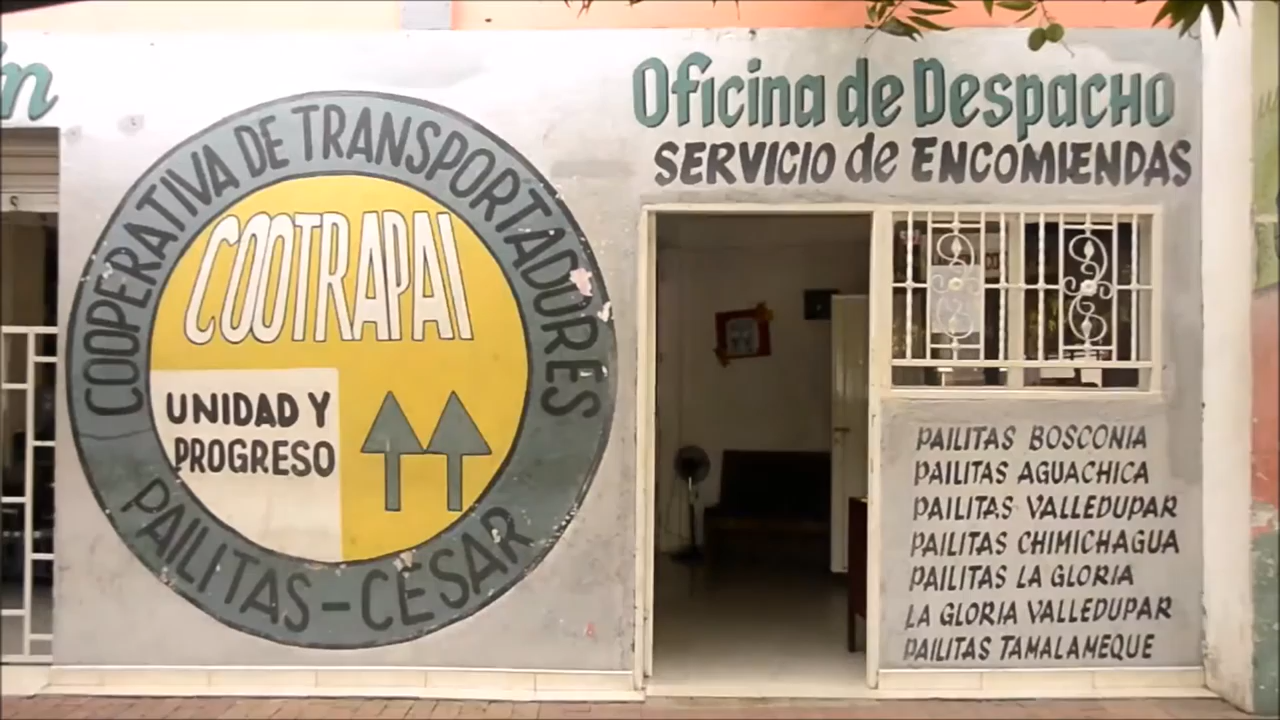 COOPERATIVA DE TRANSPORTADORES
COOTRAPAI
UNIDAD Y
PROGRESO
PAILITAS - CESAR
Oficina de Despacho
SERVICIO de ENCOMIENDAS
PAILITAS BOSCONIA
PAILITAS AGUACHICA
PAILITAS VALLEDUPAR
PAILITAS CHIMICHAGUA
PAILITAS LA GLORIA
LA GLORIA VALLEDUPAR
PAILITAS TAMALAMEQUE